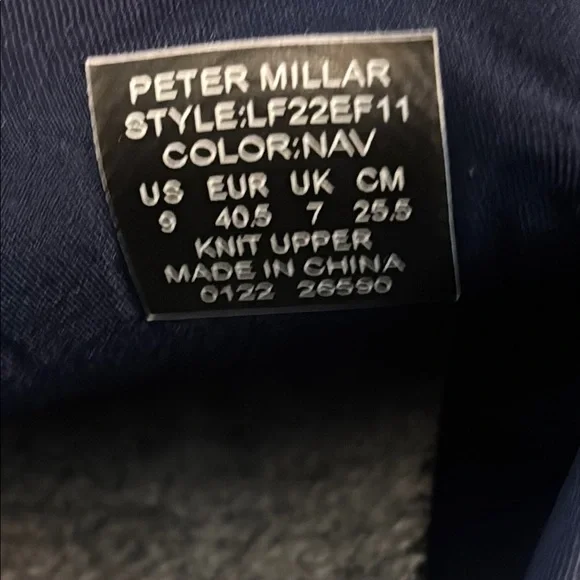 PETER MILLAR
STYLE:LF22EF11
COLOR:NAV
US EUR UK CM
9 40.5 7 25.5
KNIT UPPER
MADE IN CHINA
0122 26590